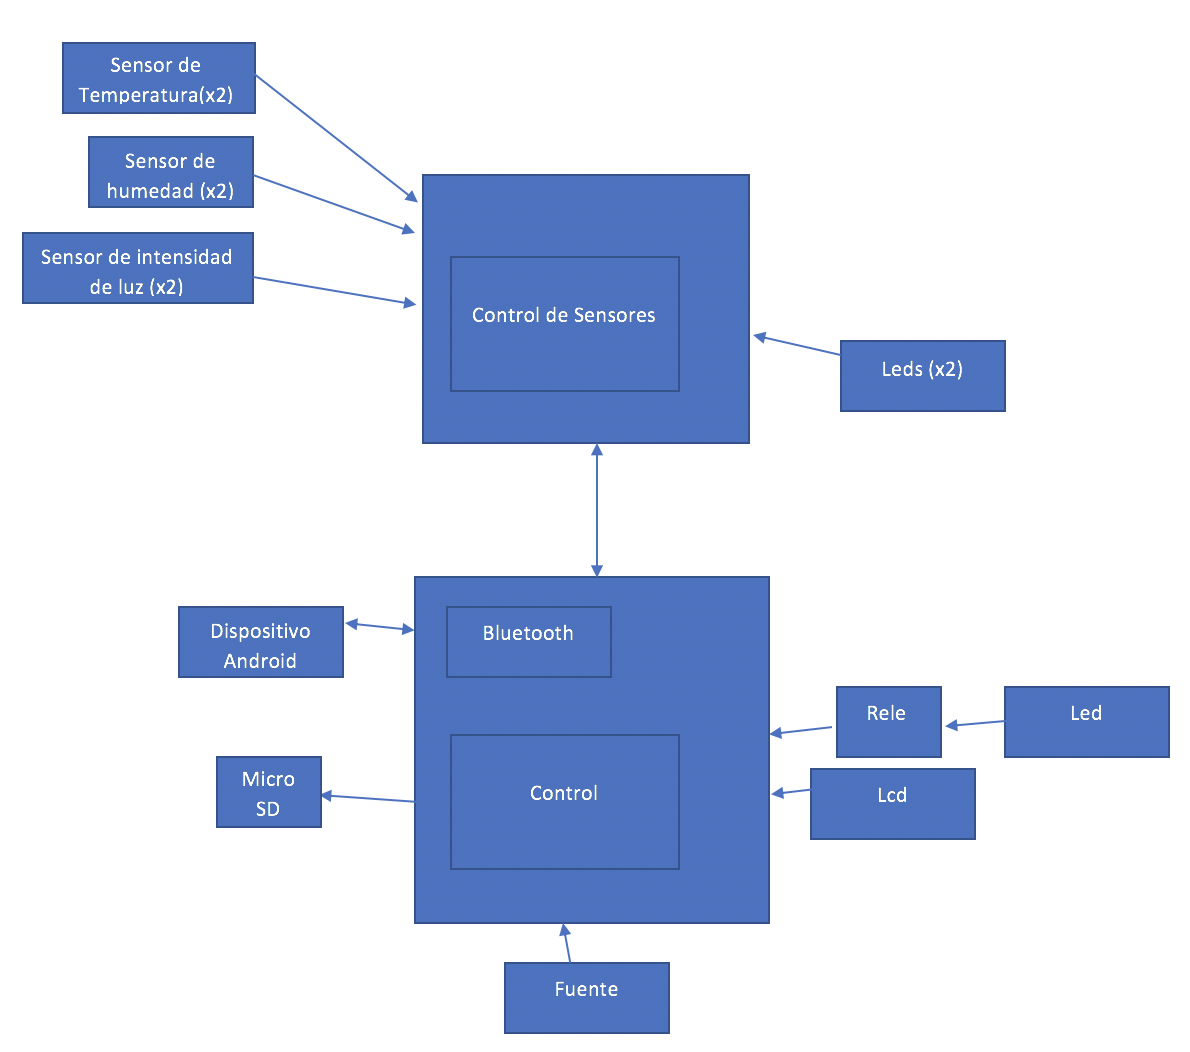 Sensor de
Temperatura(x2)
Sensor de
humedad (x2)
Sensor de intensidad
de luz (x2)
Control de Sensores
Leds (x2)
Dispositivo
Android
Bluetooth
Rele
Led
Micro
SD
Control
Lcd
Fuente